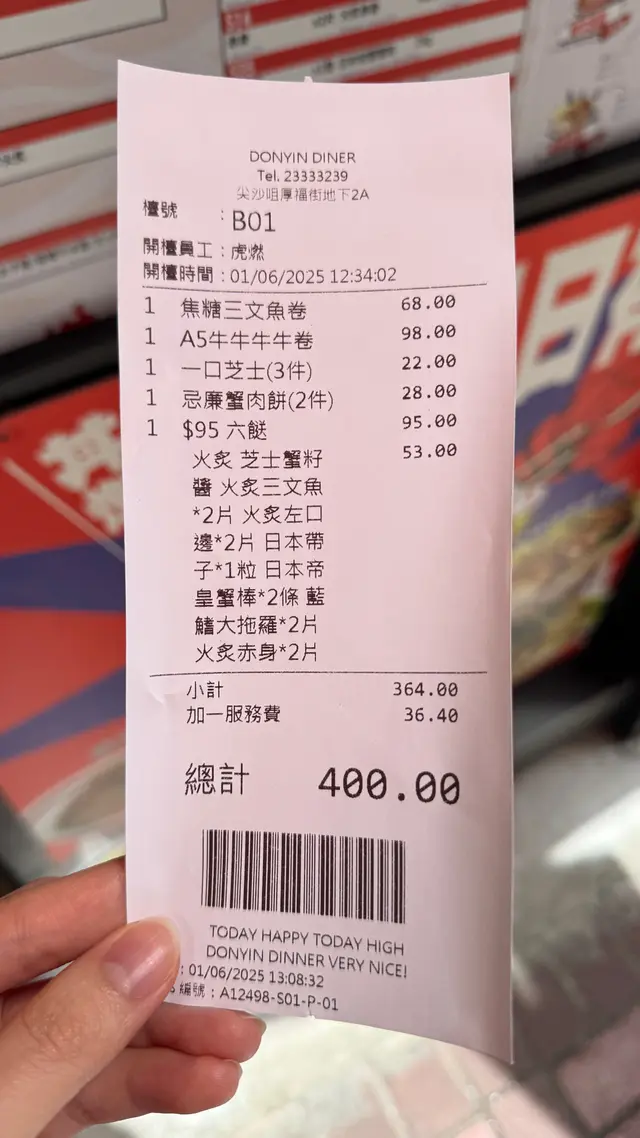 DONYIN DINER
Tel. 23333239
尖沙咀厚福街地下2A
檯號 : B01
開檯員工 : 虎燃
開檯時間 : 01/06/2025 12:34:02
1 焦糖三文魚卷 68.00
1 A5牛牛牛牛卷 98.00
1 一口芝士(3件) 22.00
1 忌廉蟹肉餅(2件) 28.00
1 $95 六餸 95.00
火炙 芝士蟹籽 53.00
醬 火炙三文魚
*2片 火炙左口
邊*2片 日本帶
子*1粒 日本帝
皇蟹棒*2條 藍
鰭大拖羅*2片
火炙赤身*2片
小計 364.00
加一服務費 36.40
總計 400.00
TODAY HAPPY TODAY HIGH
DONYIN DINNER VERY NICE!
: 01/06/2025 13:08:32
編號 : A12498-S01-P-01